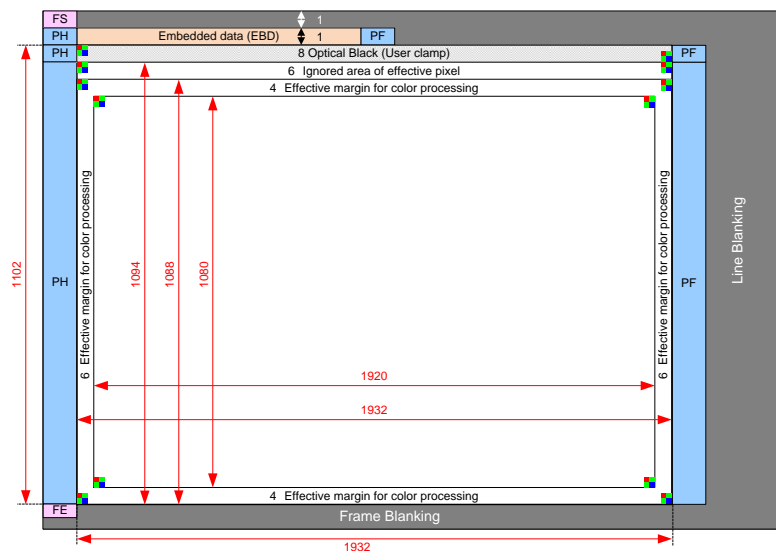 FS
1
PH
Embedded data (EBD)
1
PF
PH
8 Optical Black (User clamp)
PF
6 Ignored area of effective pixel
4 Effective margin for color processing
1102
PH
6 Effective margin for color processing
1094
1088
1080
6 Effective margin for color processing
PF
Line Blanking
1920
1932
4 Effective margin for color processing
FE
Frame Blanking
1932